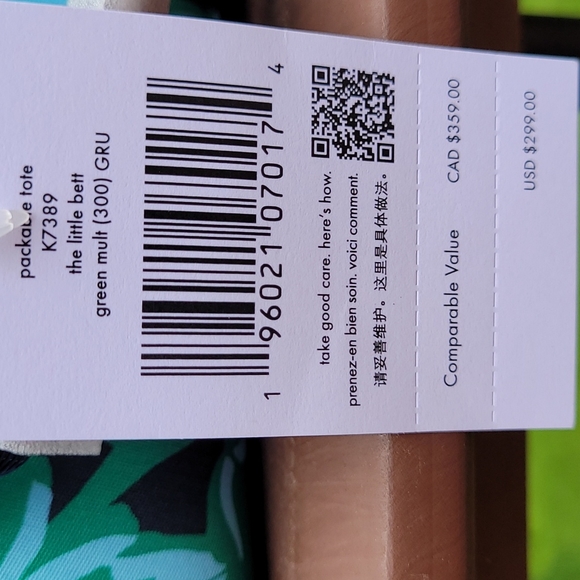 packable tote
K7389
the little bett
green mult (300) GRU
1 96021 07017 4
take good care. here's how.
prenez-en bien soin. voici comment.
请妥善维护。这里是具体做法。
Comparable Value CAD $359.00
USD $299.00